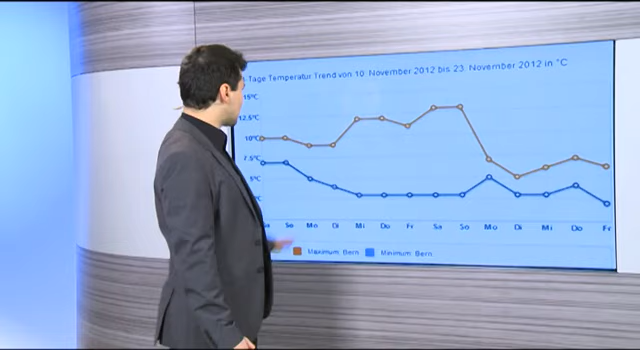 -Tage Temperatur Trend von 10. November 2012 bis 23. November 2012 in °C
15°C
12.5°C
10°C
7.5°C
5°C
So Mo Di Mi Do Fr Sa So Mo Di Mi Do Fr
Maximum Bern Minimum Bern